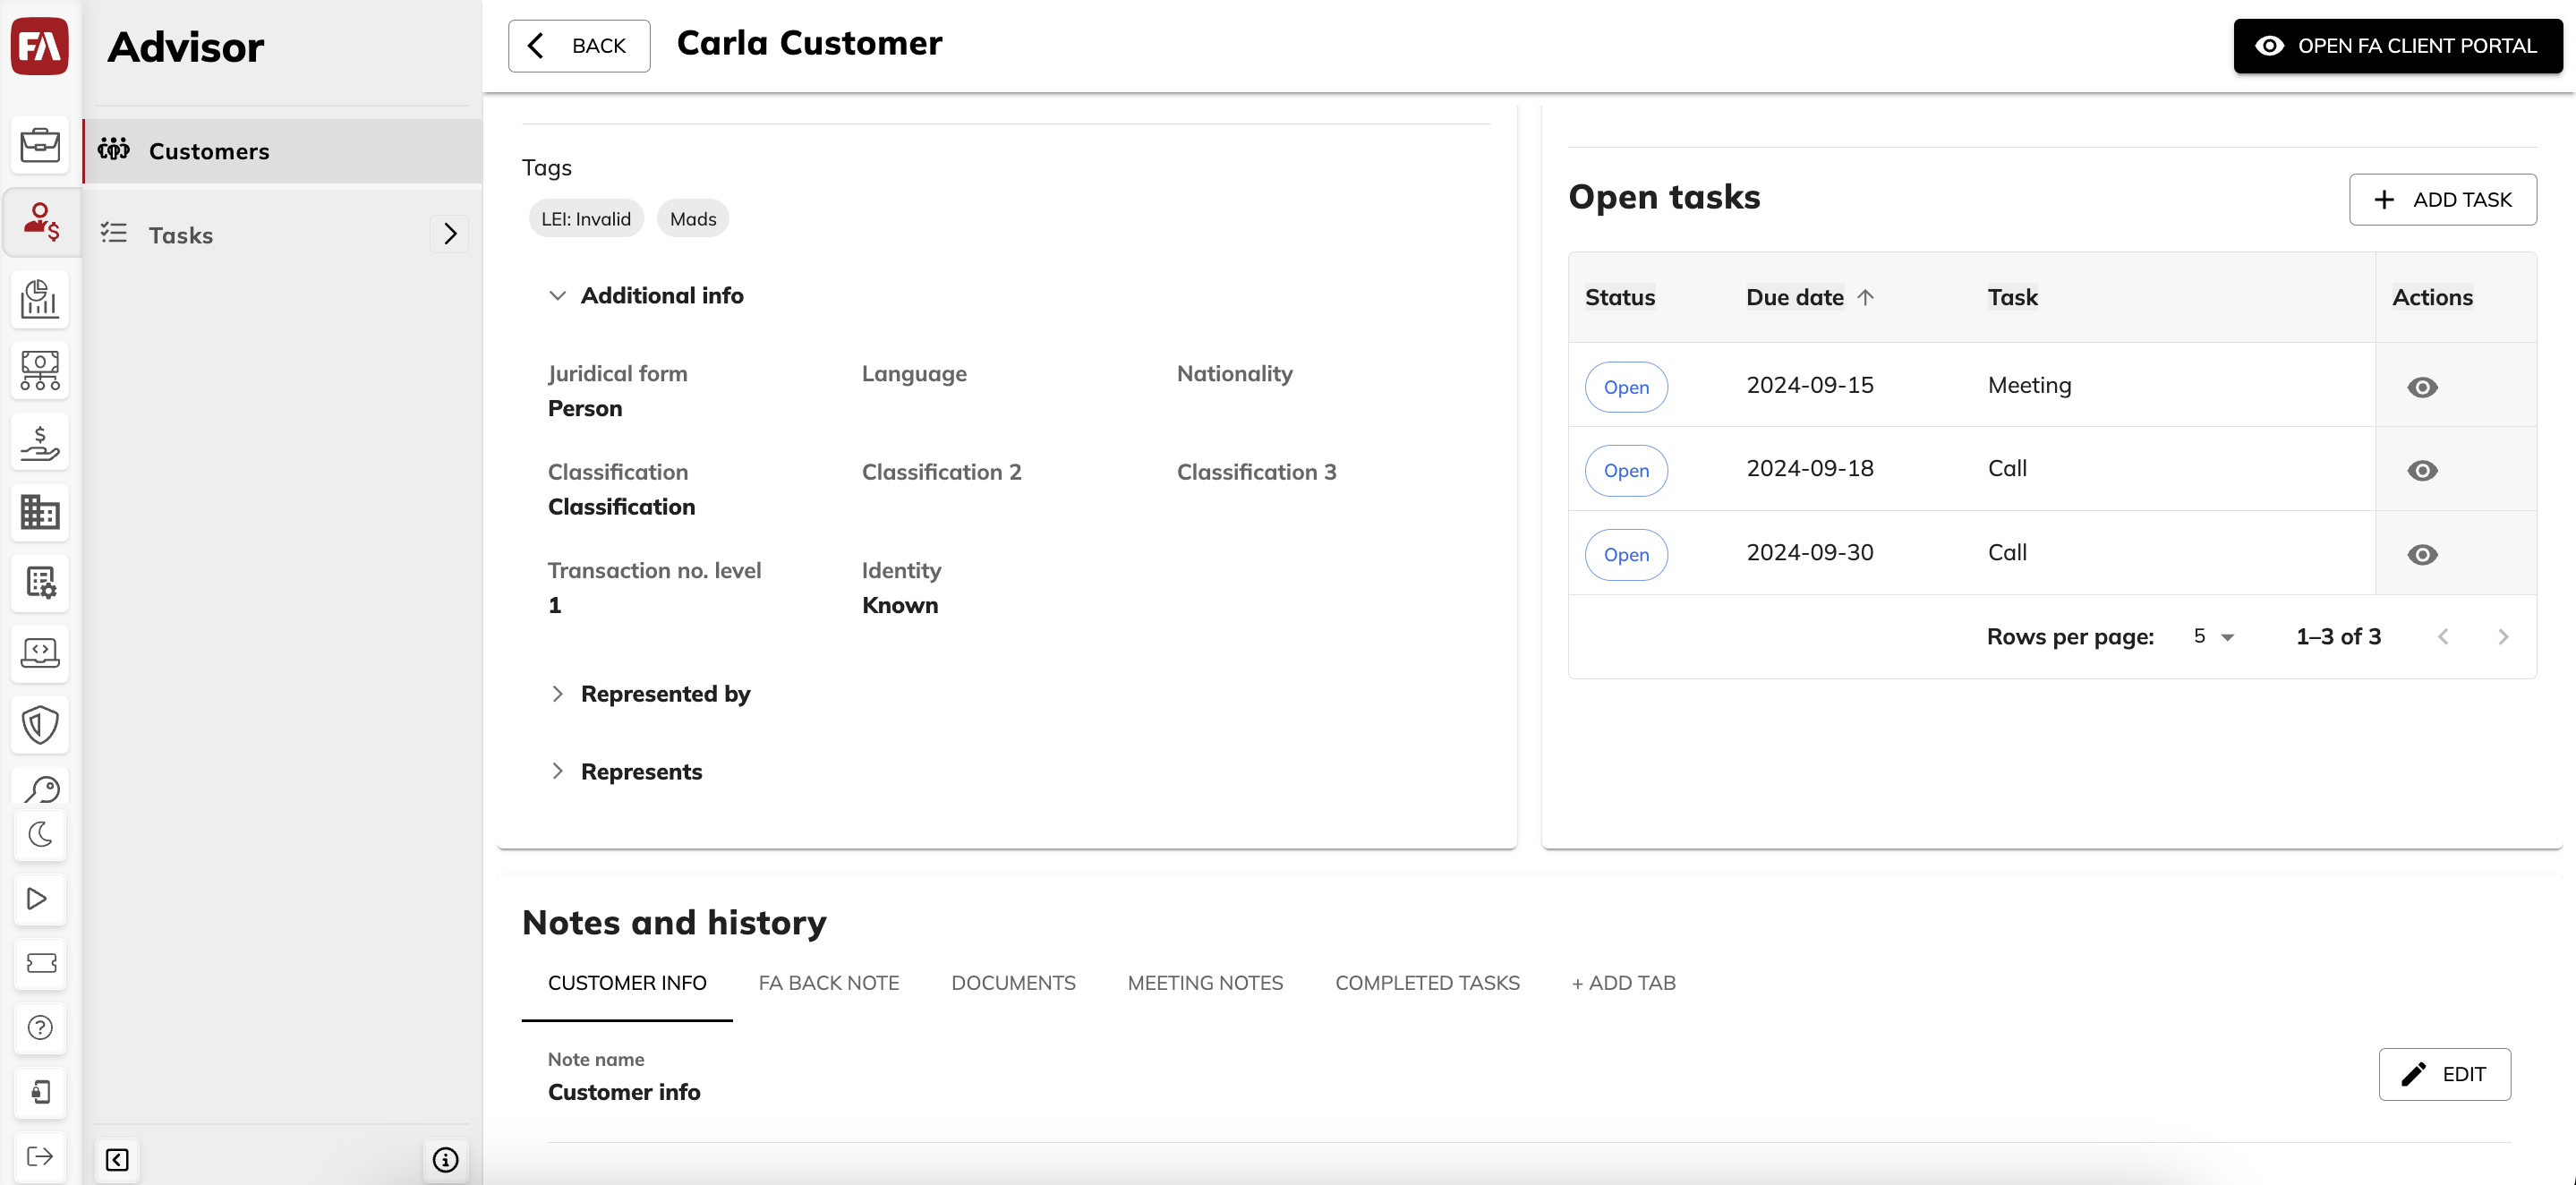 FA
Advisor
Customers
Tasks
BACK
Carla Customer
OPEN FA CLIENT PORTAL
Tags
LEI: Invalid
Mads
Additional info
Juridical form
Person
Language
Nationality
Classification
Classification
Classification 2
Classification 3
Transaction no. level
1
Identity
Known
Represented by
Represents
Open tasks
+ ADD TASK
Status Due date Task Actions
Open 2024-09-15 Meeting
Open 2024-09-18 Call
Open 2024-09-30 Call
Rows per page: 5 1–3 of 3
Notes and history
CUSTOMER INFO FA BACK NOTE DOCUMENTS MEETING NOTES COMPLETED TASKS + ADD TAB
Note name
Customer info
EDIT